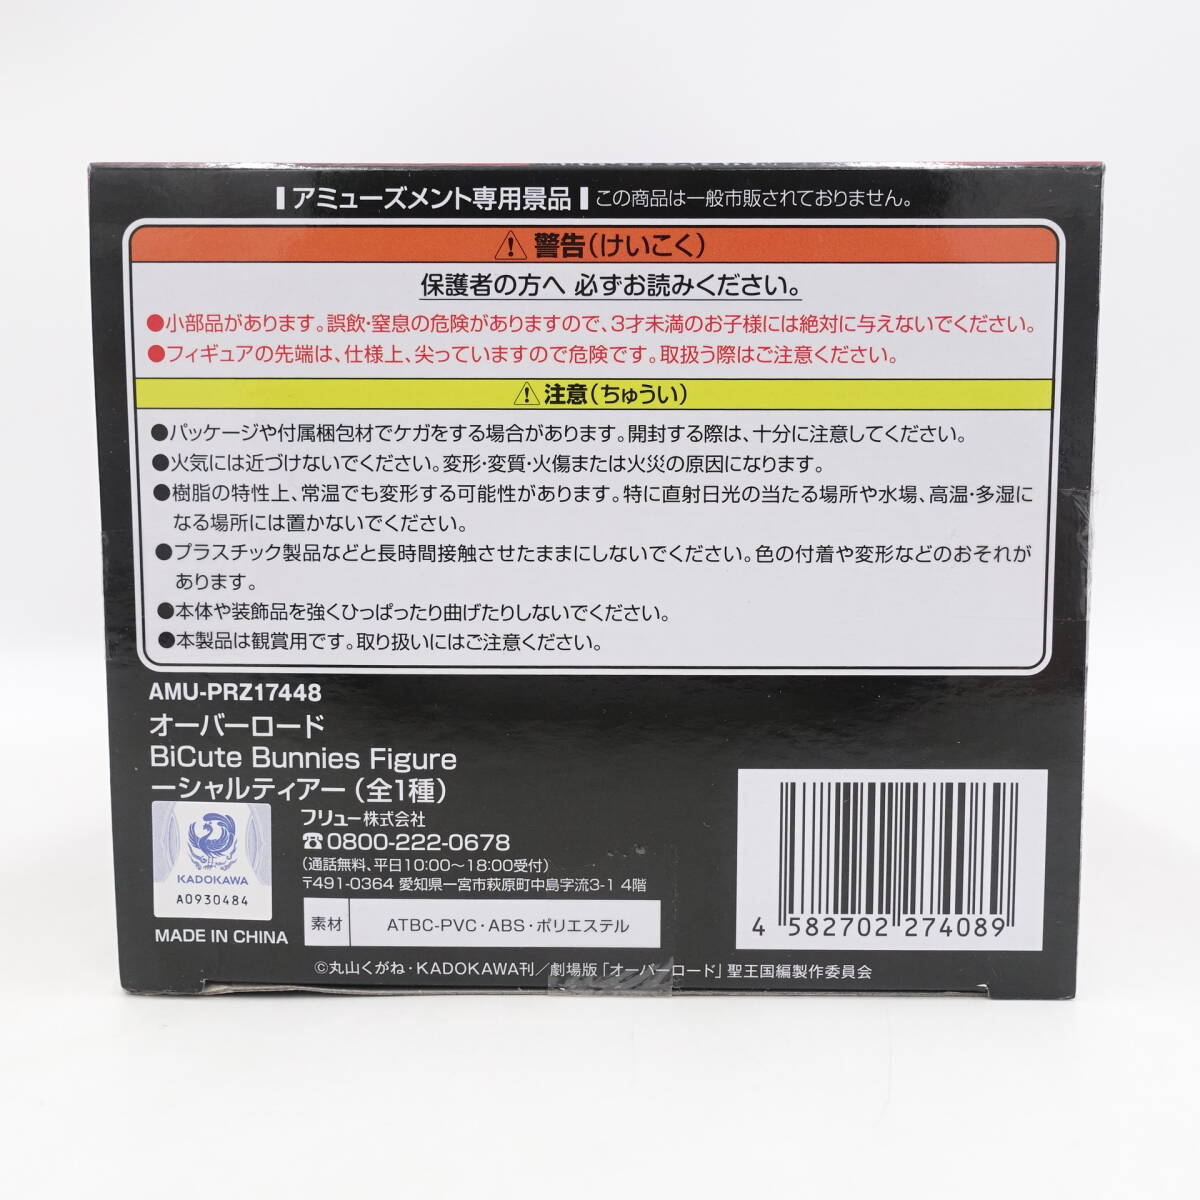 アミューズメント専用景品 この商品は一般市販されておりません。
警告(けいこく)
保護者の方へ 必ずお読みください。
●小部品があります。誤飲・窒息の危険がありますので、3才未満のお子様には絶対に与えないでください。
●フィギュアの先端は、仕様上、尖っていますので危険です。取扱う際はご注意ください。
注意(ちゅうい)
●パッケージや付属梱包材でケガをする場合があります。開封する際は、十分に注意してください。
●火気には近づけないでください。変形・変質・火傷または火災の原因になります。
●樹脂の特性上、常温でも変形する可能性があります。特に直射日光の当たる場所や水場、高温・多湿に
なる場所には置かないでください。
●プラスチック製品などと長時間接触させたままにしないでください。色の付着や変形などのおそれが
あります。
●本体や装飾品を強くひっぱったり曲げたりしないでください。
●本製品は観賞用です。取り扱いにはご注意ください。
AMU-PRZ17448
オーバーロード
BiCute Bunnies Figure
ーシャルティアー(全1種)
フリュー株式会社
☎0800-222-0678
(通話無料、平日10:00〜18:00受付)
〒491-0364 愛知県一宮市萩原町中島字流3-1 4階
KADOKAWA
A0930484
MADE IN CHINA
素材 ATBC-PVC・ABS・ポリエステル
4 582702 274089
©丸山くがね・KADOKAWA刊/劇場版「オーバーロード」聖王国編製作委員会